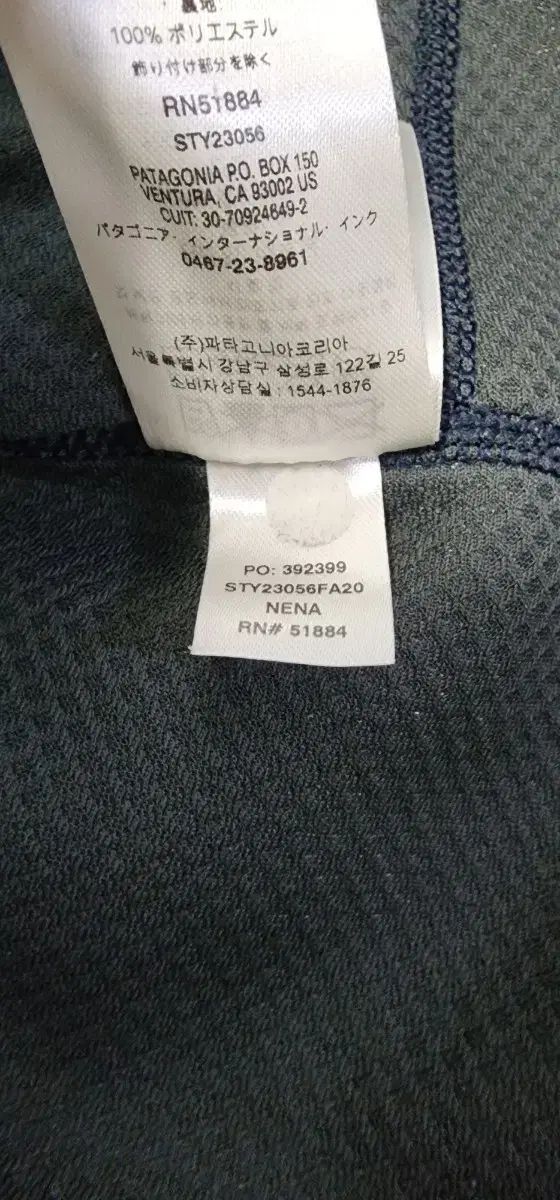 裏地
100% ポリエステル
飾り付け部分を除く
RN51884
STY23056
PATAGONIA P.O. BOX 150
VENTURA, CA 93002 US
CUIT: 30-70924649-2
パタゴニア・インターナショナル・インク
0467-23-8961
(주)파타고니아코리아
서울특별시 강남구 삼성로 122길 25
소비자상담실 : 1544-1876
PO: 392399
STY23056FA20
NENA
RN# 51884